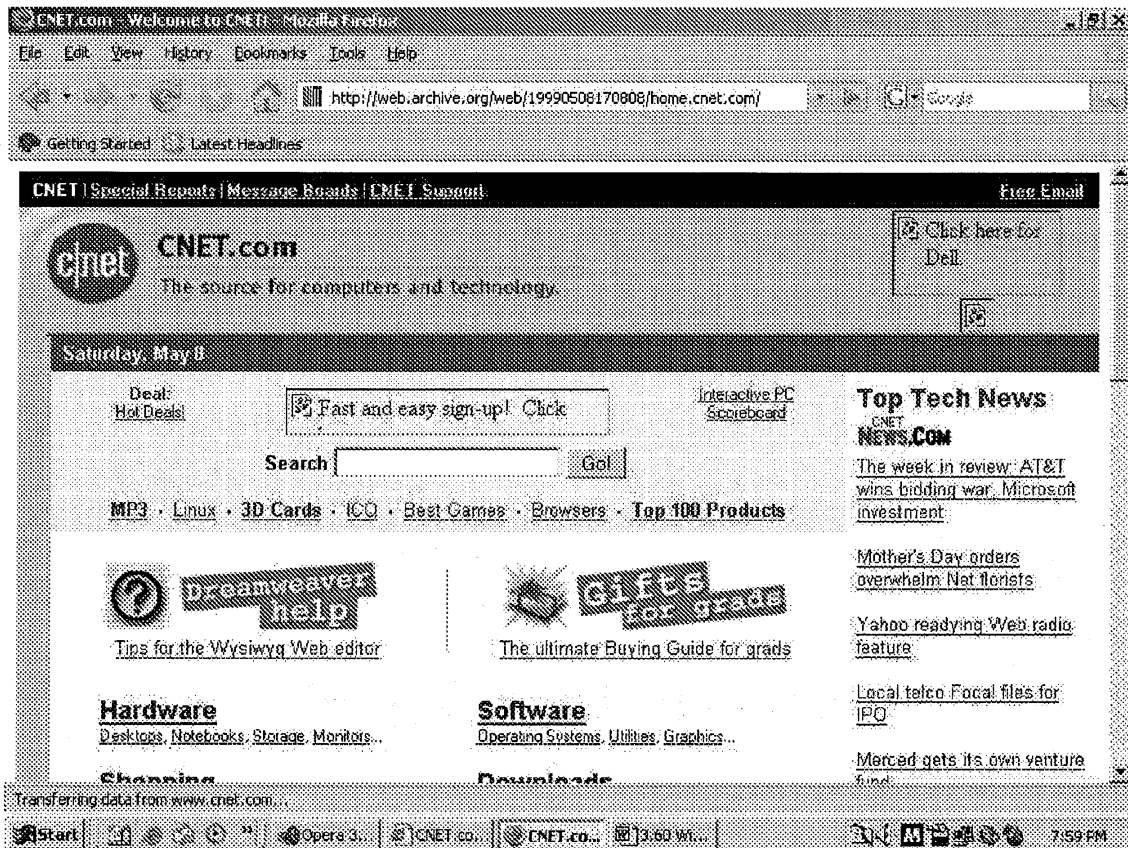 CNET.com - Welcome to CNET! - Mozilla Firefox
File Edit View History Bookmarks Tools Help
http://web.archive.org/web/19990508170808/home.cnet.com/
G Google
Getting Started Latest Headlines
CNET | Special Reports | Message Boards | CNET Support
Free Email
c|net
CNET.com
The source for computers and technology.
Click here for
Dell.
Saturday, May 8
Deal:
Hot Deals!
Fast and easy sign-up! Click
Interactive PC
Scoreboard
Search Go!
MP3 · Linux · 3D Cards · ICQ · Best Games · Browsers · Top 100 Products
Dreamweaver
help
Tips for the Wysiwyg Web editor
Gifts
for grads
The ultimate Buying Guide for grads
Hardware
Desktops, Notebooks, Storage, Monitors...
Software
Operating Systems, Utilities, Graphics...
Shopping
Downloads
Top Tech News
CNET
NEWS.COM
The week in review: AT&T
wins bidding war, Microsoft
investment
Mother's Day orders
overwhelm Net florists
Yahoo readying Web radio
feature
Local telco Focal files for
IPO
Merced gets its own venture
fund
Transferring data from www.cnet.com...
Start
Opera 3...
CNET.co...
CNET.co...
3.60 WI...
7:59 PM